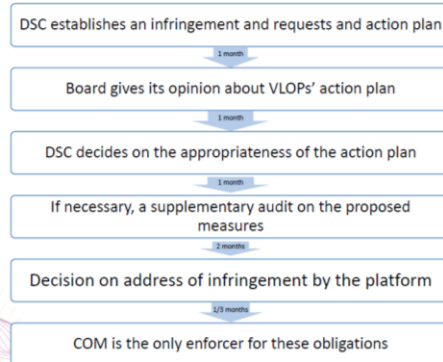 DSC establishes an infringement and requests and action plan
1 month
Board gives its opinion about VLOPs’ action plan
1 month
DSC decides on the appropriateness of the action plan
1 month
If necessary, a supplementary audit on the proposed
measures
2 months
Decision on address of infringement by the platform
1/3 months
COM is the only enforcer for these obligations